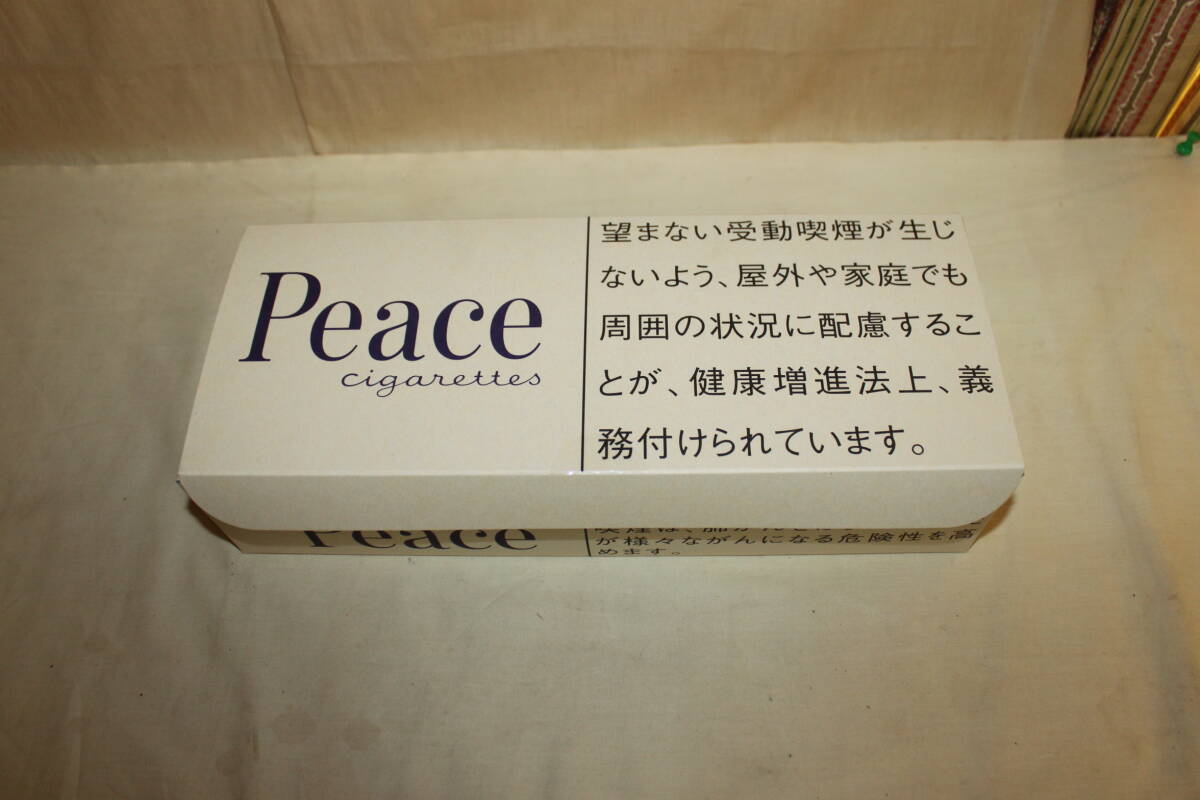 Peace
cigarettes
望まない受動喫煙が生じ
ないよう、屋外や家庭でも
周囲の状況に配慮するこ
とが、健康増進法上、義
務付けられています。
Peace
が様々ながんになる危険性を高
めます。